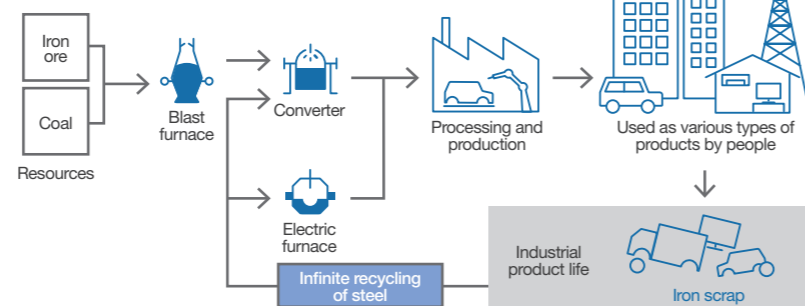 Iron
ore
Coal
Resources
Blast
furnace
Converter
Electric
furnace
Processing and
production
Used as various types of
products by people
Industrial
product life
Iron scrap
Infinite recycling
of steel